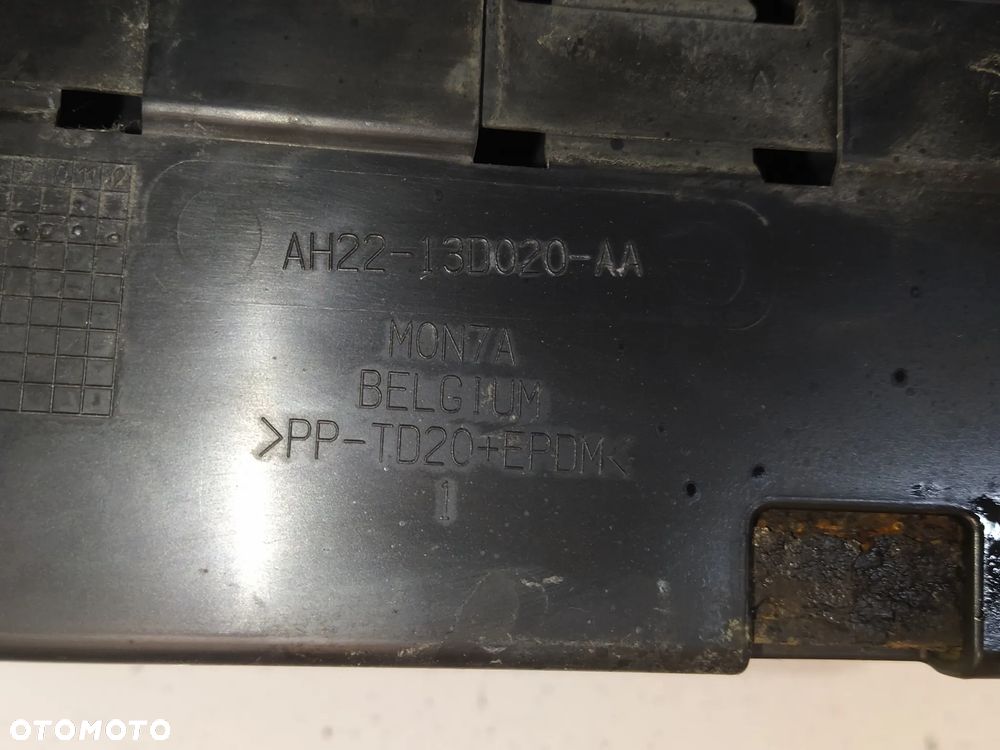 AH22-13D020-AA
MON7A
BELGIUM
>PP-TD20+EPDM<
1
OTOMOTO